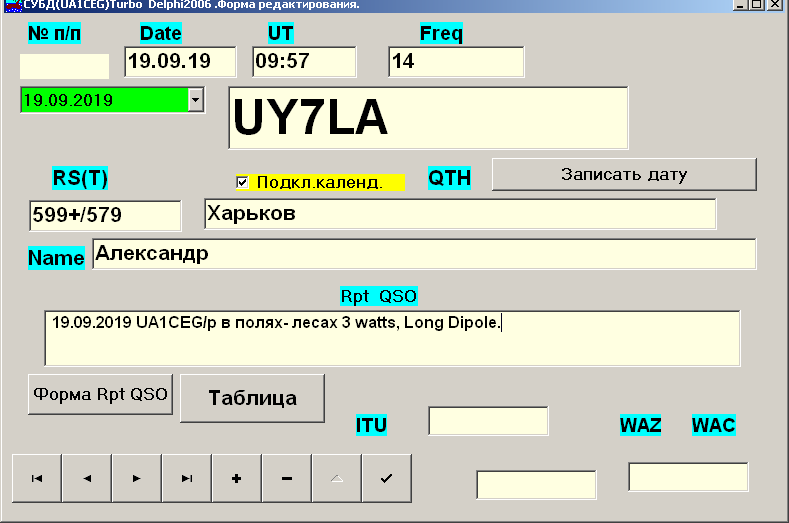 СУБД(UA1CEG)Turbo Delphi2006 .Форма редактирования.
№ п/п Date UT Freq
19.09.19 09:57 14
19.09.2019
UY7LA
RS(T) Подкл.календ. QTH Записать дату
599+/579 Харьков
Name Александр
Rpt QSO
19.09.2019 UA1CEG/p в полях- лесах 3 watts, Long Dipole.
Форма Rpt QSO Таблица
ITU WAZ WAC